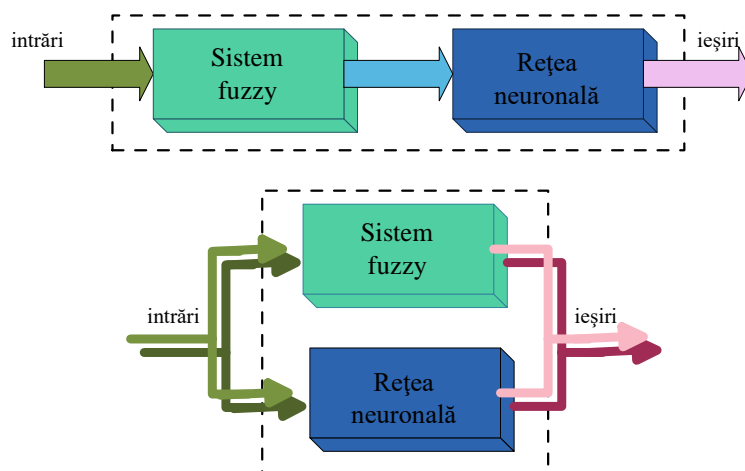 intrări
Sistem
fuzzy
Reţea
neuronală
ieşiri
Sistem
fuzzy
intrări
ieşiri
Reţea
neuronală